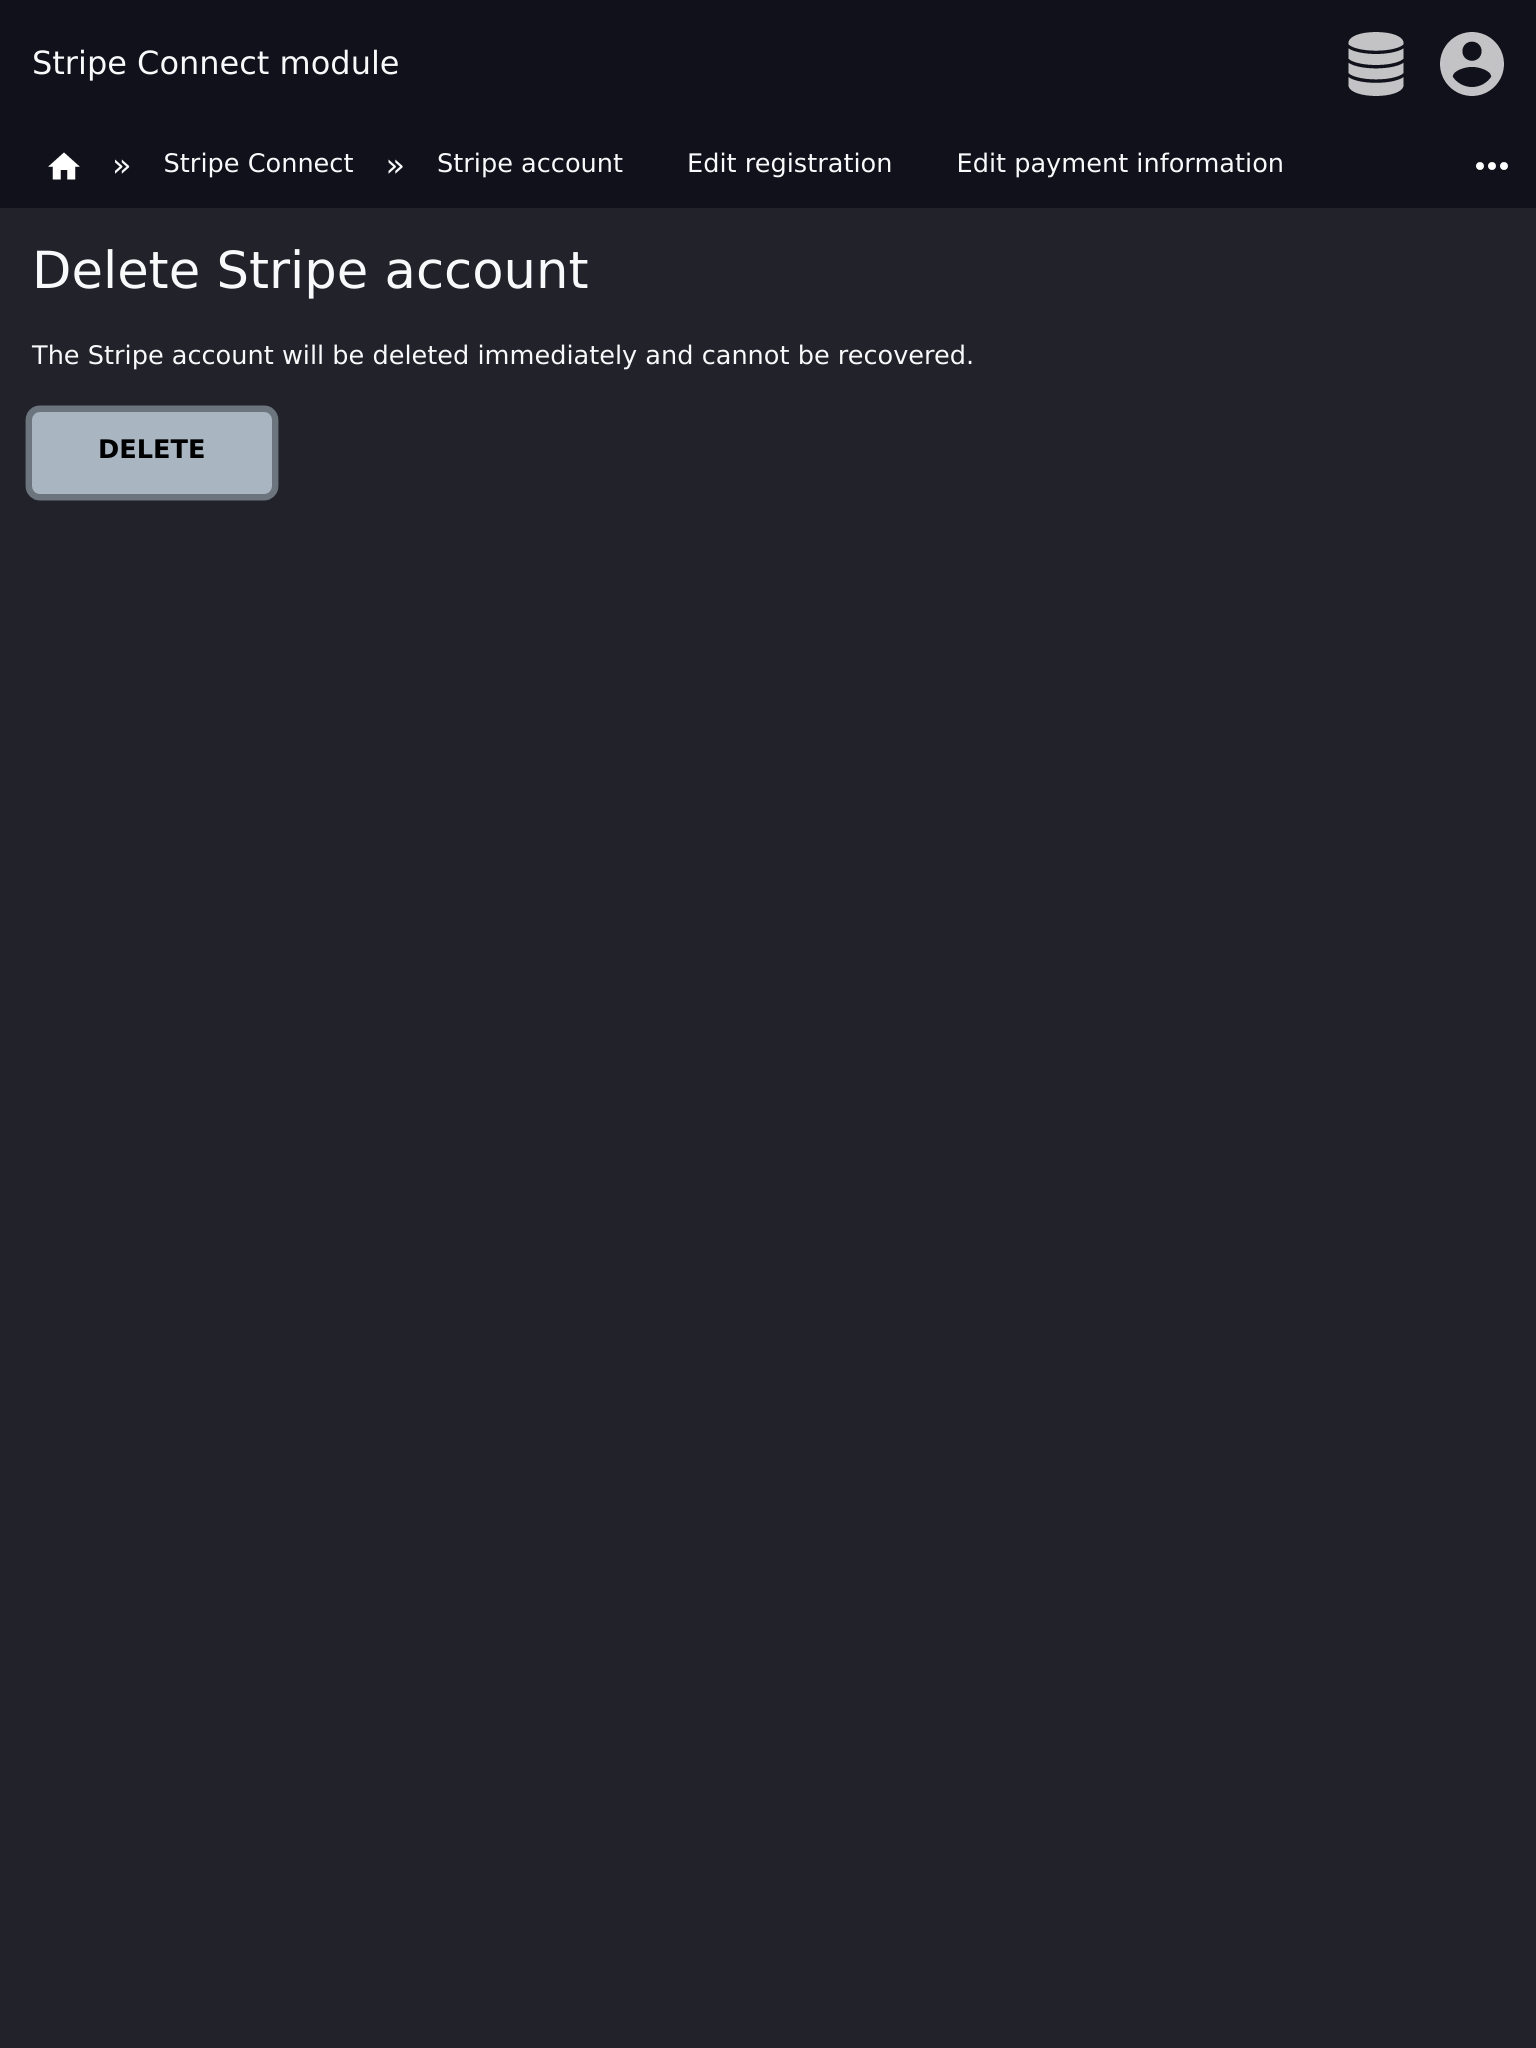 Stripe Connect module
» Stripe Connect » Stripe account Edit registration Edit payment information
Delete Stripe account
The Stripe account will be deleted immediately and cannot be recovered.
DELETE